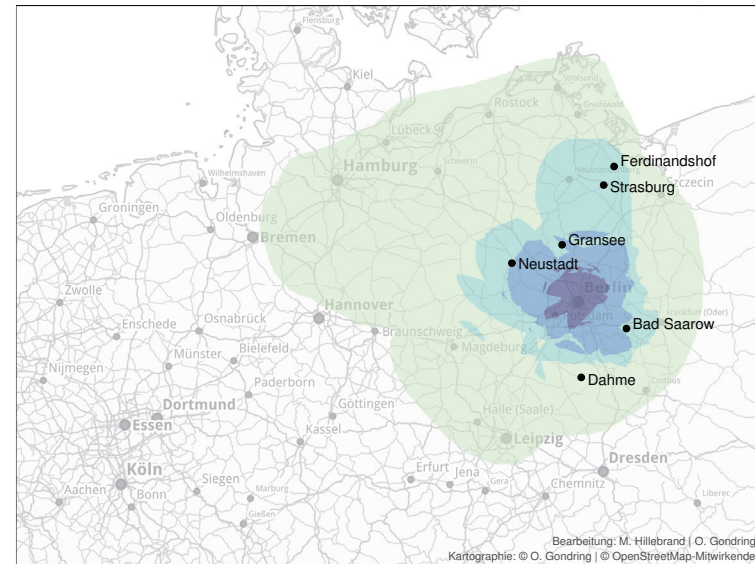 Flensburg
Kiel
Stralsund
Rostock
Greifswald
Lübeck
Wilhelmshaven
Hamburg
Schwerin
Ferdinandshof
Neubrandenburg
Szczecin
Strasburg
Groningen
Oldenburg
Bremen
Gransee
Neustadt
Zwolle
Berlin
Hannover
Potsdam
Frankfurt (Oder)
Enschede
Osnabrück
Braunschweig
Bad Saarow
Magdeburg
Nijmegen
Münster
Bielefeld
Paderborn
Dahme
Cottbus
Dortmund
Göttingen
Halle (Saale)
Essen
Kassel
Leipzig
Dresden
Köln
Siegen
Erfurt
Jena
Gera
Chemnitz
Aachen
Bonn
Marburg
Liberec
Gießen
Bearbeitung: M. Hillebrand | O. Gondring
Kartographie: © O. Gondring | © OpenStreetMap-Mitwirkende